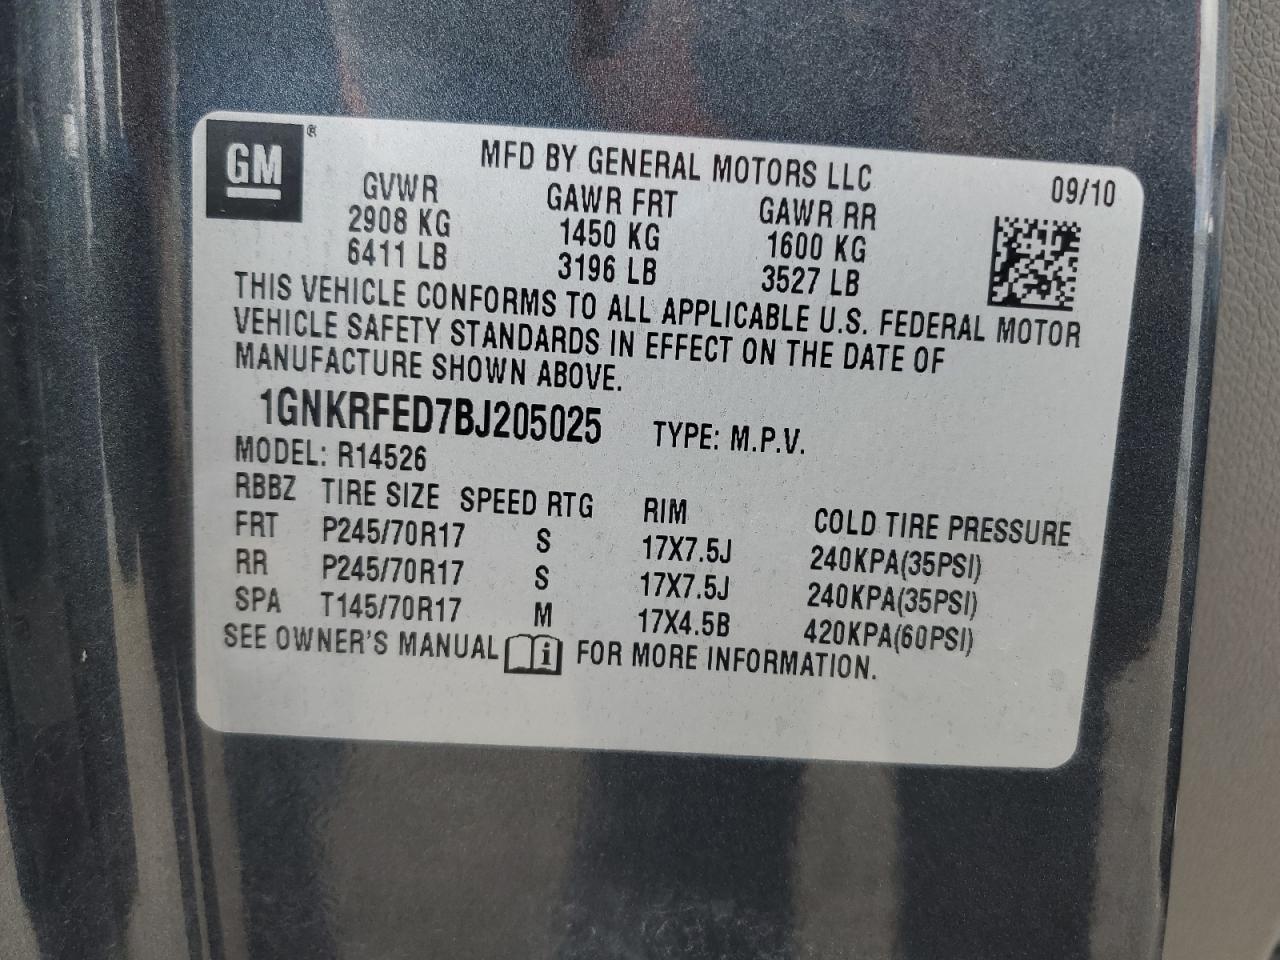 GM ®
MFD BY GENERAL MOTORS LLC 09/10
GVWR GAWR FRT GAWR RR
2908 KG 1450 KG 1600 KG
6411 LB 3196 LB 3527 LB
THIS VEHICLE CONFORMS TO ALL APPLICABLE U.S. FEDERAL MOTOR
VEHICLE SAFETY STANDARDS IN EFFECT ON THE DATE OF
MANUFACTURE SHOWN ABOVE.
1GNKRFED7BJ205025 TYPE: M.P.V.
MODEL: R14526
RBBZ TIRE SIZE SPEED RTG RIM COLD TIRE PRESSURE
FRT P245/70R17 S 17X7.5J 240KPA(35PSI)
RR P245/70R17 S 17X7.5J 240KPA(35PSI)
SPA T145/70R17 M 17X4.5B 420KPA(60PSI)
SEE OWNER'S MANUAL i FOR MORE INFORMATION.